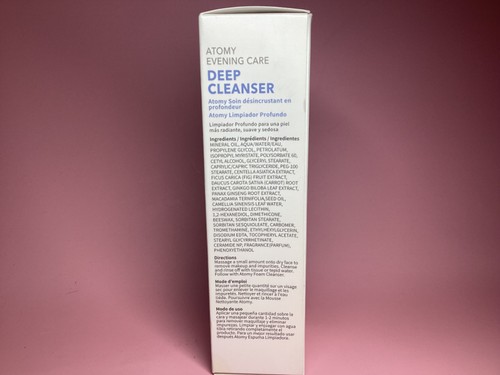 ATOMY
EVENING CARE
DEEP
CLEANSER
Atomy Soin désincrustant en
profondeur
Atomy Limpiador Profundo
Limpiador Profundo para una piel
más radiante, suave y sedosa
Ingredients / Ingrédients / Ingredientes
MINERAL OIL, AQUA/WATER/EAU,
PROPYLENE GLYCOL, PETROLATUM,
ISOPROPYL MYRISTATE, POLYSORBATE 60,
CETYL ALCOHOL, GLYCERYL STEARATE,
CAPRYLIC/CAPRIC TRIGLYCERIDE, PEG-100
STEARATE, CENTELLA ASIATICA EXTRACT,
FICUS CARICA (FIG) FRUIT EXTRACT,
DAUCUS CAROTA SATIVA (CARROT) ROOT
EXTRACT, GINKGO BILOBA LEAF EXTRACT,
PANAX GINSENG ROOT EXTRACT,
MACADAMIA TERNIFOLIA SEED OIL,
CAMELLIA SINENSIS LEAF WATER,
HYDROGENATED LECITHIN,
1,2-HEXANEDIOL, DIMETHICONE,
BEESWAX, SORBITAN STEARATE,
SORBITAN SESQUIOLEATE, CARBOMER,
TROMETHAMINE, ETHYLHEXYLGLYCERIN,
DISODIUM EDTA, TOCOPHERYL ACETATE,
STEARYL GLYCYRRHETINATE,
CERAMIDE NP, FRAGRANCE(PARFUM),
PHENOXYETHANOL
Directions
Massage a small amount onto dry face to
remove makeup and impurities. Cleanse
and rinse off with tissue or tepid water.
Follow with Atomy Foam Cleanser.
Mode d'emploi
Masser une petite quantité sur un visage
sec pour enlever le maquillage et les
impuretés. Nettoyer et rincer à l'eau
tiède. Poursuivre avec la Mousse
Nettoyante Atomy.
Modo de uso
Aplicar una pequeña cantidad sobre la
cara y masajear durante 1-2 minutos
para remover maquillaje y eliminar
impurezas. Limpiar y enjuagar con agua
tibia retirando completamente el
producto. Para un mejor resultado usar
después Atomy Espuma Limpiadora.